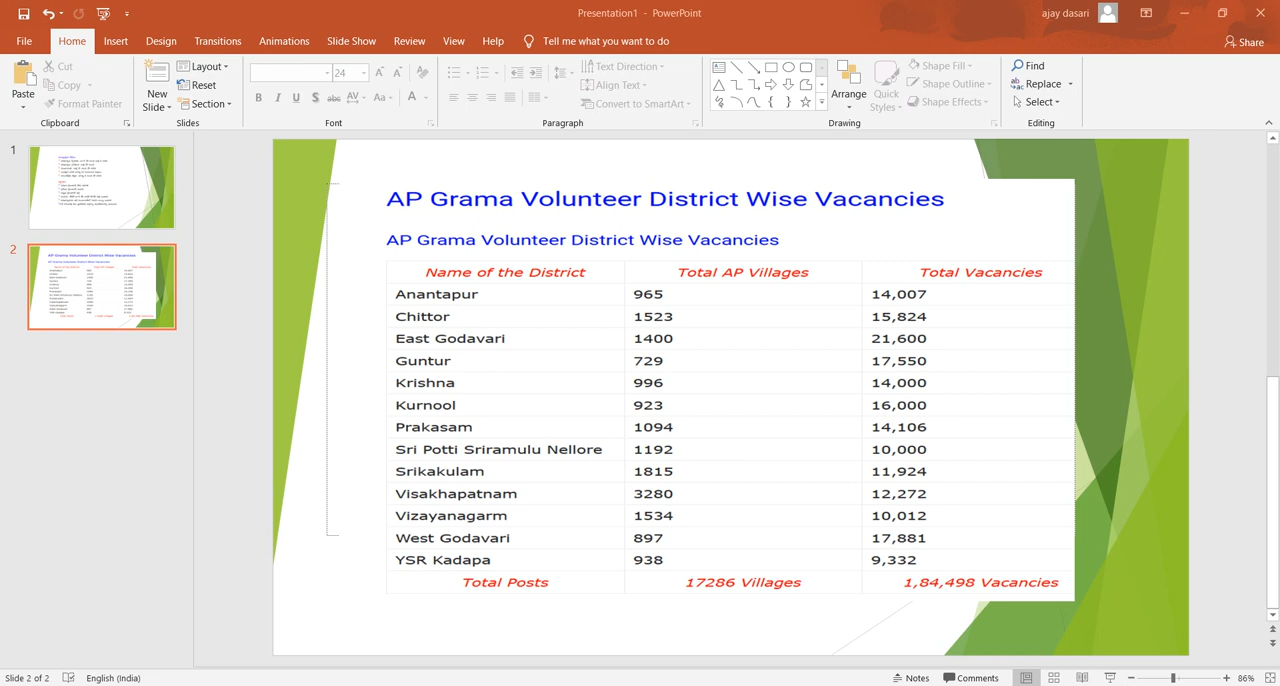 Presentation1 - PowerPoint
ajay dasari
File Home Insert Design Transitions Animations Slide Show Review View Help Tell me what you want to do
Share
Paste
Cut
Copy
Format Painter
Clipboard
New Slide
Layout
Reset
Section
Slides
24
B I U S abc AV Aa A
Font
Text Direction
Align Text
Convert to SmartArt
Paragraph
Arrange
Quick Styles
Shape Fill
Shape Outline
Shape Effects
Drawing
Find
Replace
Select
Editing
1
2
AP Grama Volunteer District Wise Vacancies
AP Grama Volunteer District Wise Vacancies
Name of the District Total AP Villages Total Vacancies
Anantapur 965 14,007
Chittor 1523 15,824
East Godavari 1400 21,600
Guntur 729 17,550
Krishna 996 14,000
Kurnool 923 16,000
Prakasam 1094 14,106
Sri Potti Sriramulu Nellore 1192 10,000
Srikakulam 1815 11,924
Visakhapatnam 3280 12,272
Vizayanagarm 1534 10,012
West Godavari 897 17,881
YSR Kadapa 938 9,332
Total Posts 17286 Villages 1,84,498 Vacancies
Slide 2 of 2 English (India) Notes Comments 86%